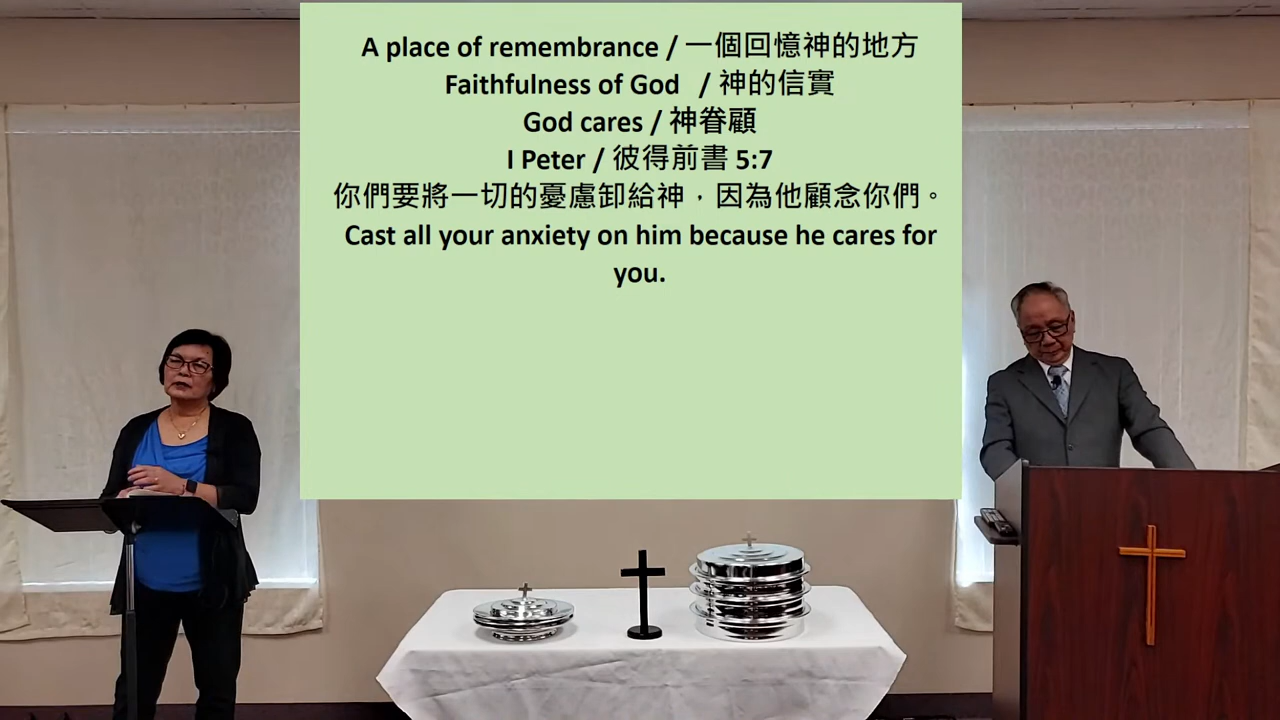 A place of remembrance / 一個回憶神的地方
Faithfulness of God / 神的信實
God cares / 神眷顧
I Peter / 彼得前書 5:7
你們要將一切的憂慮卸給神，因為他顧念你們。
Cast all your anxiety on him because he cares for
you.